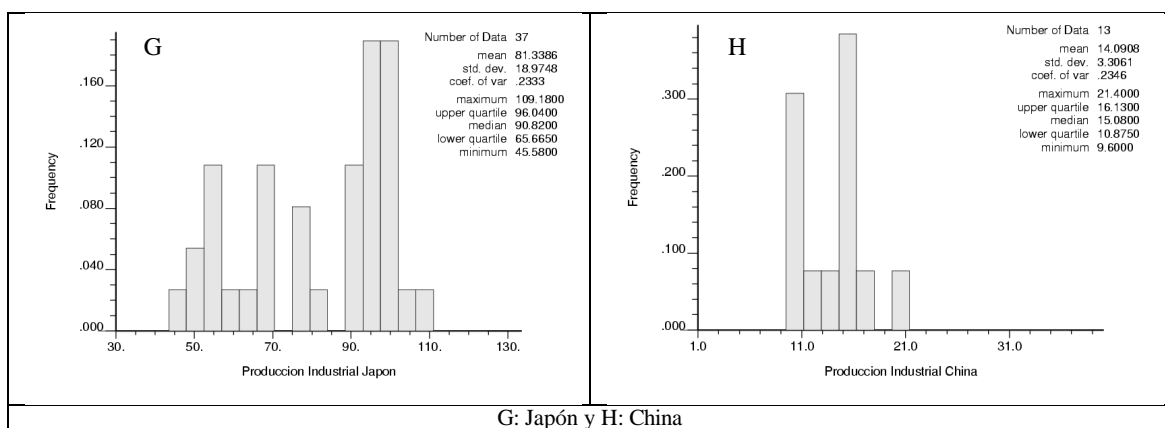 G
Number of Data 37
mean 81.3386
std. dev. 18.9748
coef. of var .2333
maximum 109.1800
upper quartile 96.0400
median 90.8200
lower quartile 65.6650
minimum 45.5800
Frequency
.160
.120
.080
.040
.000
30. 50. 70. 90. 110. 130.
Produccion Industrial Japon
H
Number of Data 13
mean 14.0908
std. dev. 3.3061
coef. of var .2346
maximum 21.4000
upper quartile 16.1300
median 15.0800
lower quartile 10.8750
minimum 9.6000
Frequency
.300
.200
.100
.000
1.0 11.0 21.0 31.0
Produccion Industrial China
G: Japón y H: China